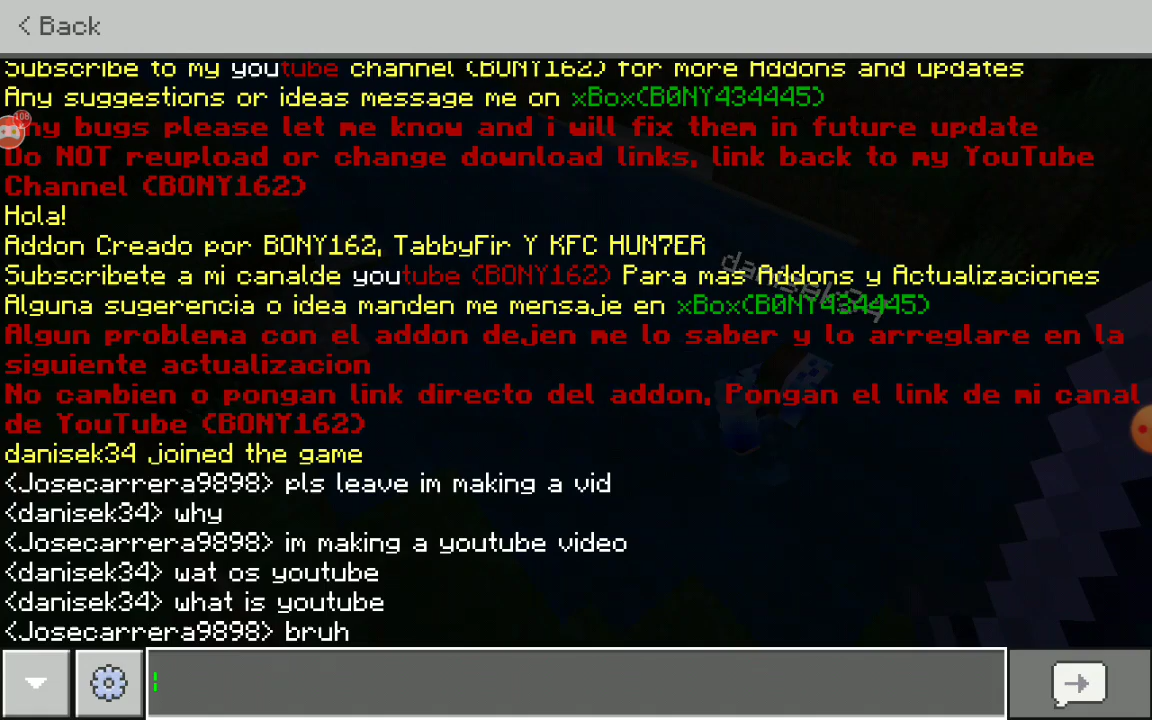 < Back
Subscribe to my youtube channel (BONY162) for more Addons and updates
Any suggestions or ideas message me on xBox(B0NY434445)
Any bugs please let me know and i will fix them in future update
Do NOT reupload or change download links, link back to my YouTube
Channel (BONY162)
Hola!
Addon Creado por BONY162, TabbyFir Y KFC HUN7ER
Subscribete a mi canalde youtube (BONY162) Para mas Addons y Actualizaciones
Alguna sugerencia o idea manden me mensaje en xBox(B0NY434445)
Algun problema con el addon dejen me lo saber y lo arreglare en la
siguiente actualizacion
No cambien o pongan link directo del addon, Pongan el link de mi canal
de YouTube (BONY162)
danisek34 joined the game
<Josecarrera9898> pls leave im making a vid
<danisek34> why
<Josecarrera9898> im making a youtube video
<danisek34> wat os youtube
<danisek34> what is youtube
<Josecarrera9898> bruh
108
danisek34